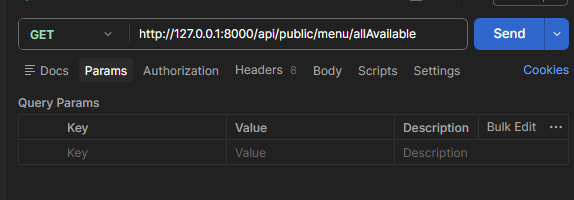 GET http://127.0.0.1:8000/api/public/menu/allAvailable Send
Docs Params Authorization Headers 8 Body Scripts Settings Cookies
Query Params
Key Value Description Bulk Edit
Key Value Description